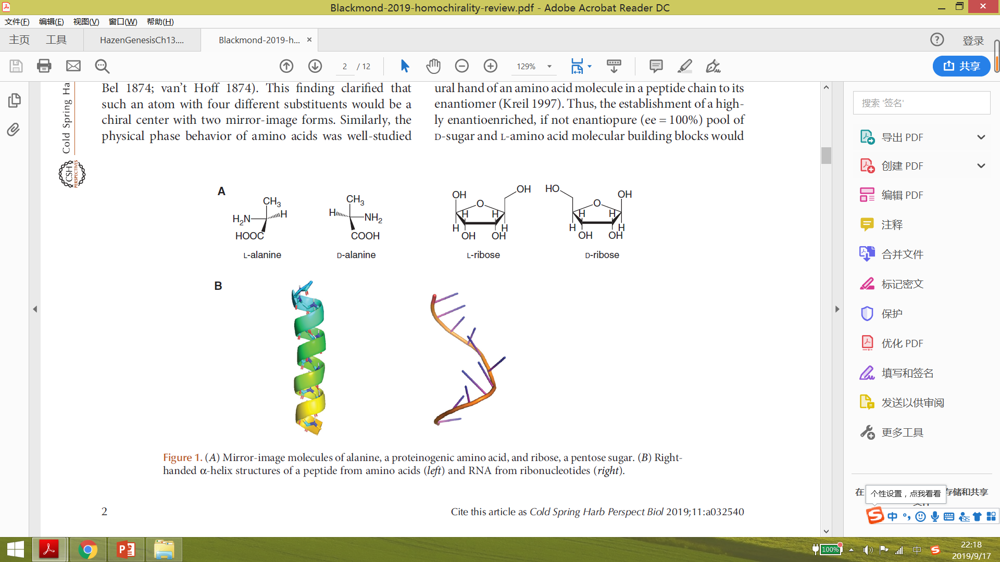 Blackmond-2019-homochirality-review.pdf - Adobe Acrobat Reader DC
文件(F) 编辑(E) 视图(V) 窗口(W) 帮助(H)
主页 工具 HazenGenesisCh13.... Blackmond-2019-h... × 登录
2 / 12 129% 共享
Cold Spring Ha
CSH PERSPECTIVES
Bel 1874; van't Hoff 1874). This finding clarified that
such an atom with four different substituents would be a
chiral center with two mirror-image forms. Similarly, the
physical phase behavior of amino acids was well-studied
ural hand of an amino acid molecule in a peptide chain to its
enantiomer (Kreil 1997). Thus, the establishment of a high-
ly enantioenriched, if not enantiopure (ee = 100%) pool of
D-sugar and L-amino acid molecular building blocks would
A
CH3
H2N H
HOOC
L-alanine
CH3
H NH2
COOH
D-alanine
OH O OH
H H
H H
OH OH
L-ribose
HO O OH
H H
H H
OH OH
D-ribose
B
Figure 1. (A) Mirror-image molecules of alanine, a proteinogenic amino acid, and ribose, a pentose sugar. (B) Right-
handed α-helix structures of a peptide from amino acids (left) and RNA from ribonucleotides (right).
2 Cite this article as Cold Spring Harb Perspect Biol 2019;11:a032540
搜索 '签名'
导出 PDF
创建 PDF
编辑 PDF
注释
合并文件
标记密文
保护
优化 PDF
填写和签名
发送以供审阅
更多工具
在 存储和共享
个性设置，点我看看
中
100% 中 22:18
2019/9/17